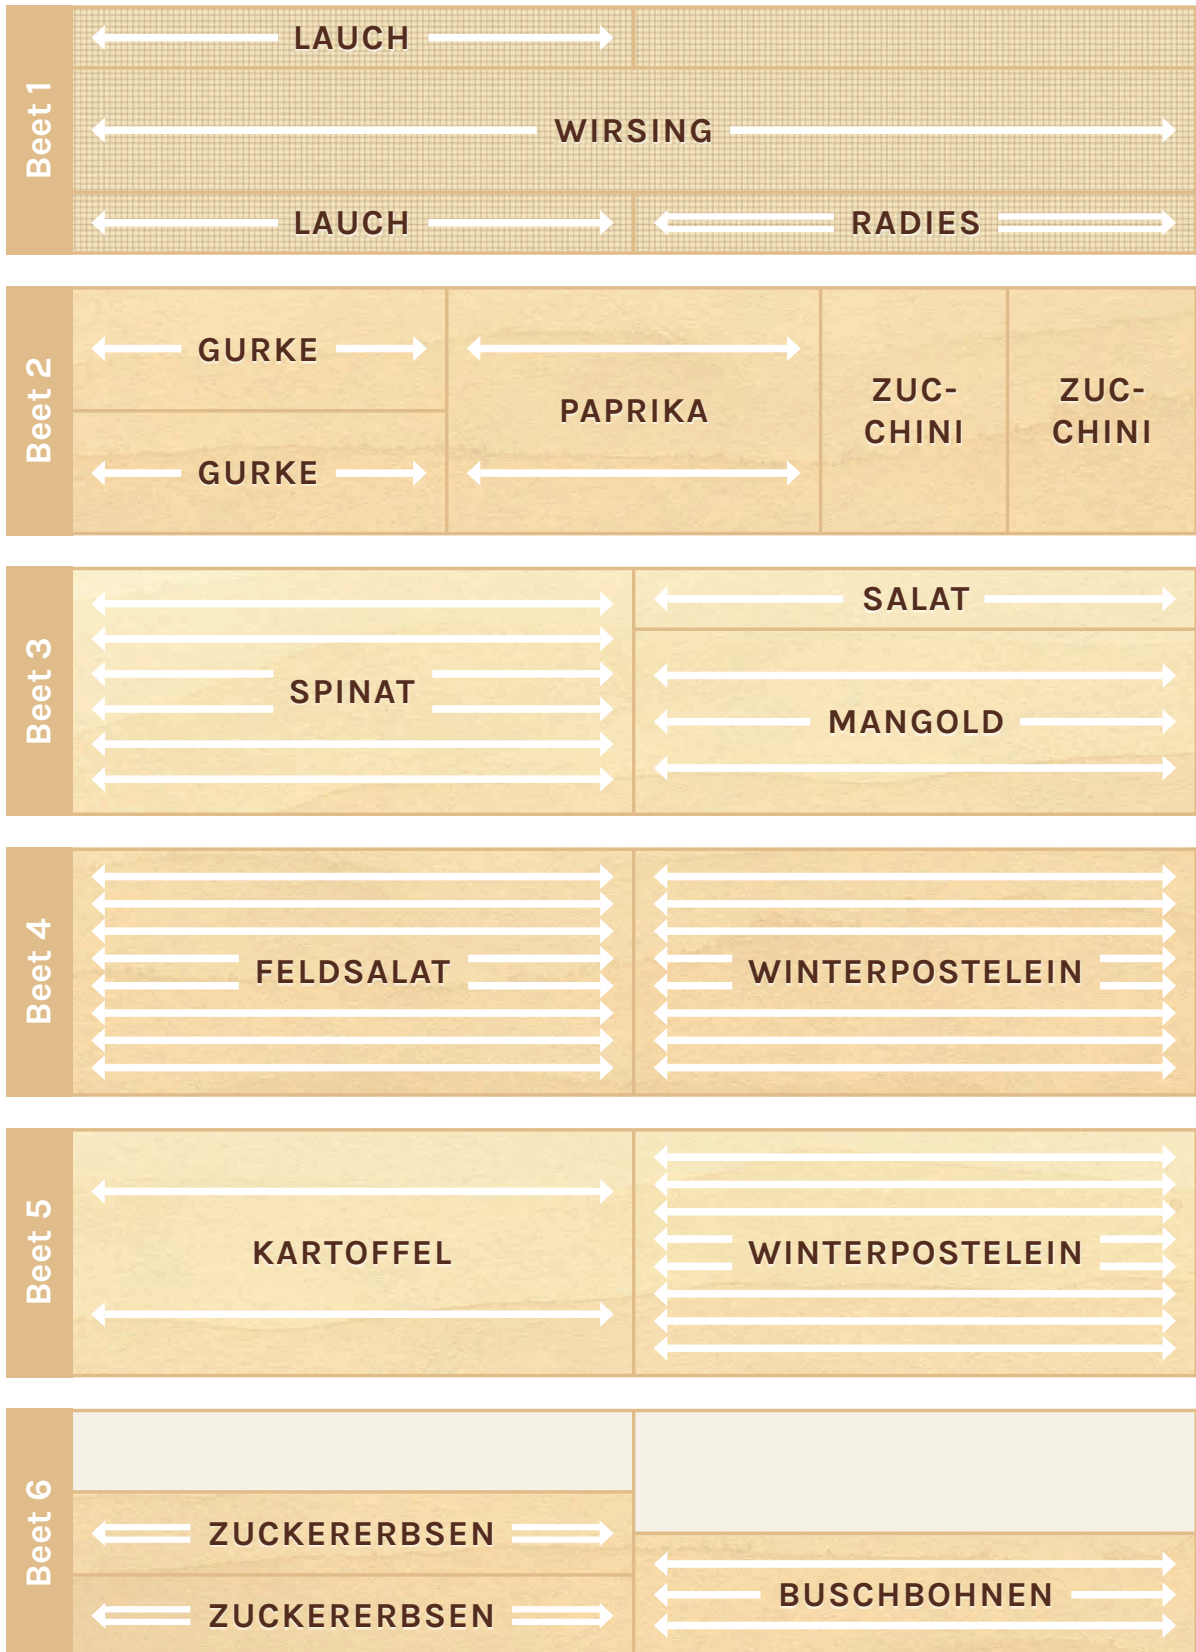 Beet 1
LAUCH
WIRSING
LAUCH
RADIES
Beet 2
GURKE
GURKE
PAPRIKA
ZUC-
CHINI
ZUC-
CHINI
Beet 3
SPINAT
SALAT
MANGOLD
Beet 4
FELDSALAT
WINTERPOSTELEIN
Beet 5
KARTOFFEL
WINTERPOSTELEIN
Beet 6
ZUCKERERBSEN
ZUCKERERBSEN
BUSCHBOHNEN